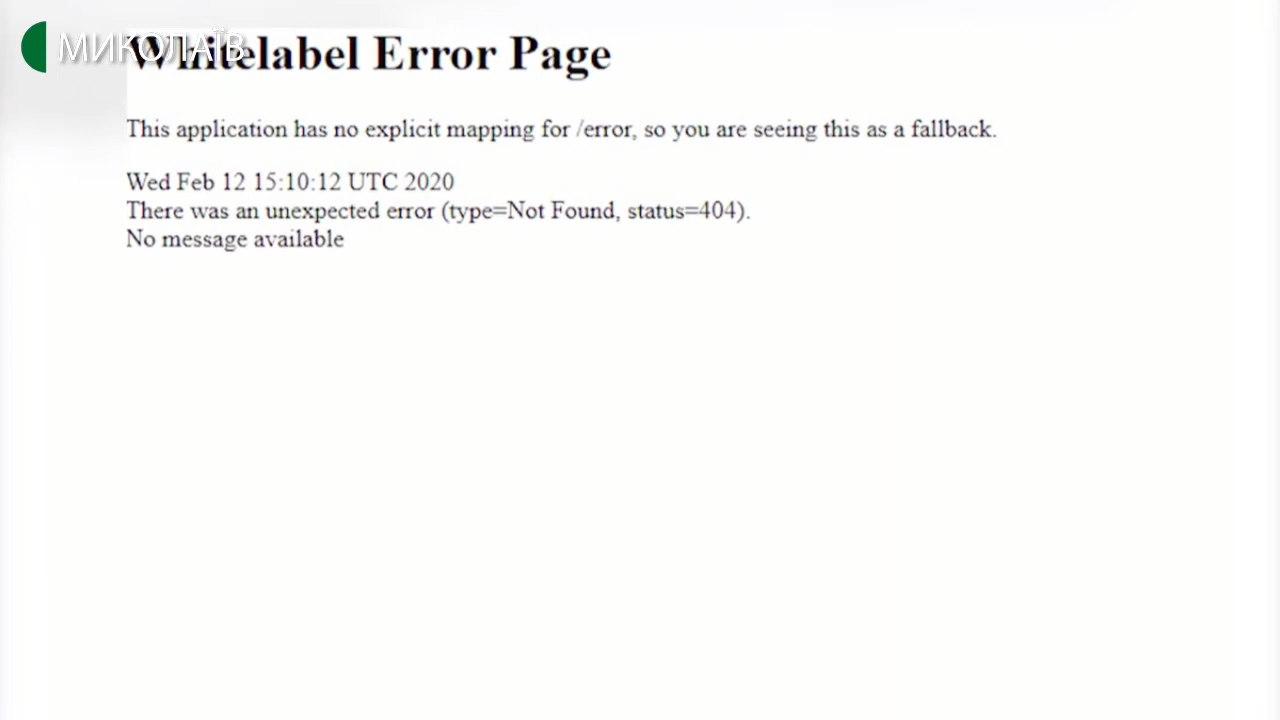 МИКОЛАЇВ
Whitelabel Error Page
This application has no explicit mapping for /error, so you are seeing this as a fallback.
Wed Feb 12 15:10:12 UTC 2020
There was an unexpected error (type=Not Found, status=404).
No message available